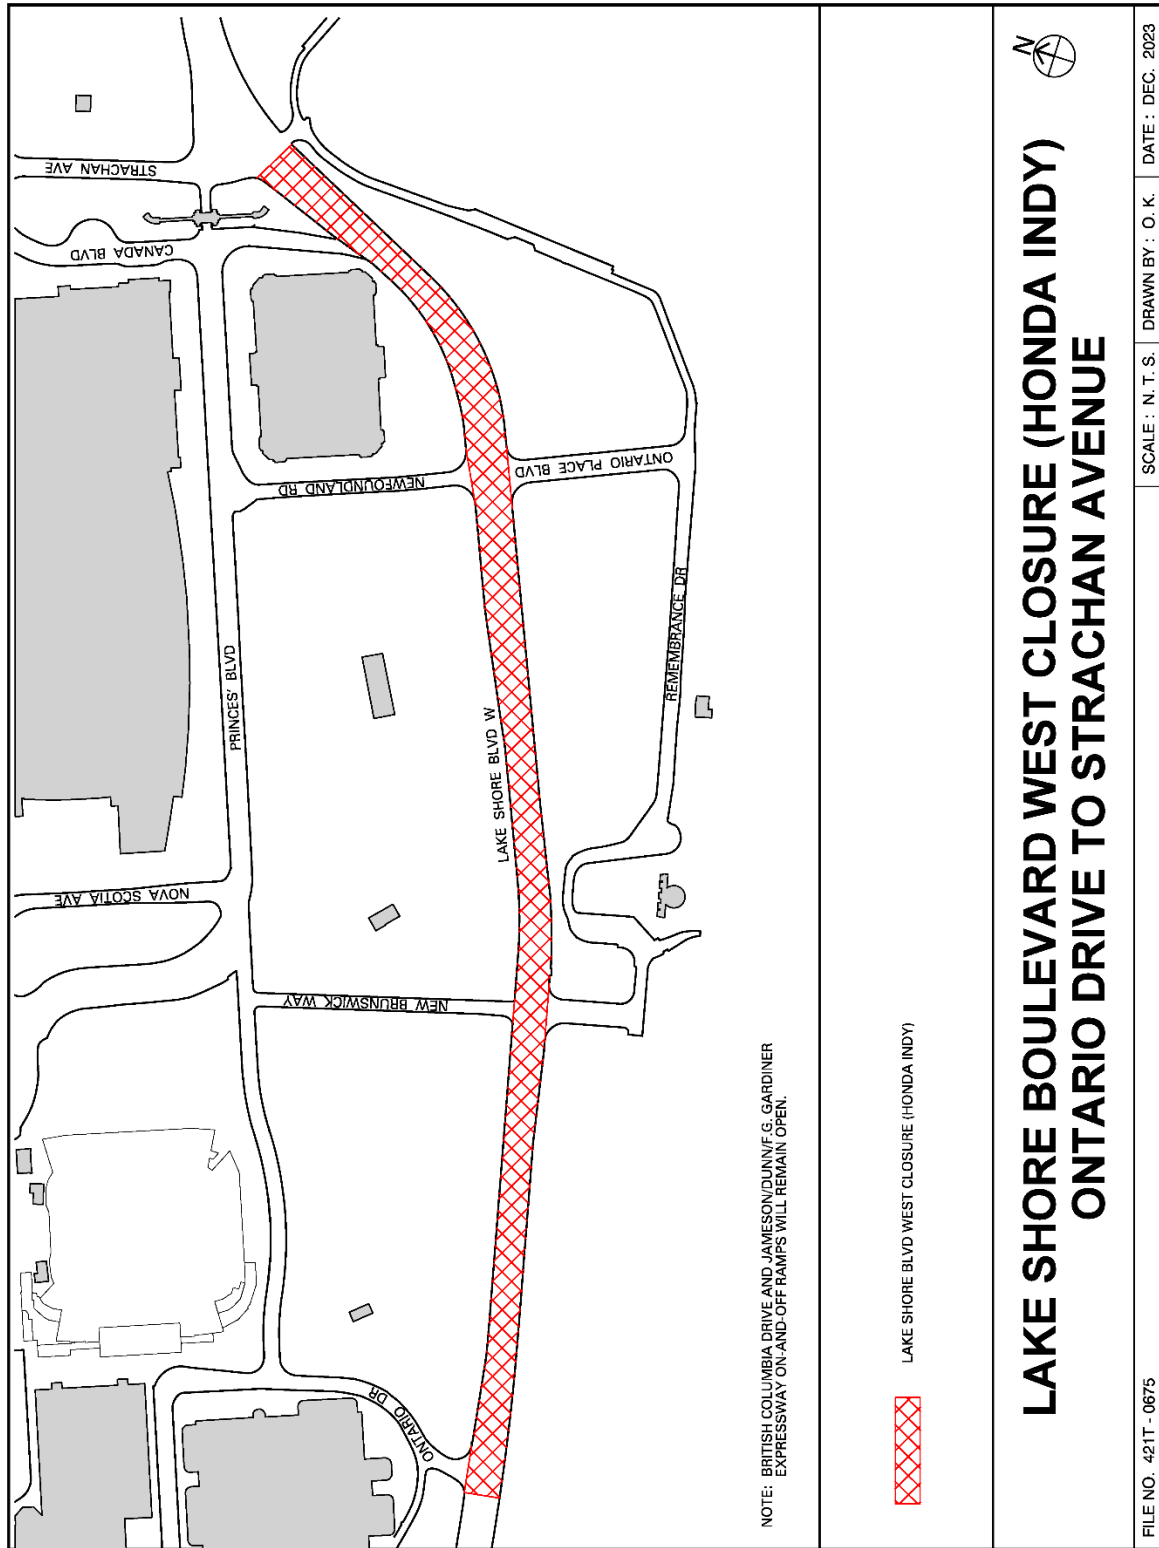 STRACHAN AVE
CANADA BLVD
PRINCES' BLVD
NEWFOUNDLAND RD
ONTARIO PLACE BLVD
REMEMBRANCE DR
LAKE SHORE BLVD W
NOVA SCOTIA AVE
NEW BRUNSWICK WAY
ONTARIO DR
NOTE: BRITISH COLUMBIA DRIVE AND JAMESON/DUNN/F.G. GARDINER
EXPRESSWAY ON-AND-OFF RAMPS WILL REMAIN OPEN.
LAKE SHORE BLVD WEST CLOSURE (HONDA INDY)
N
LAKE SHORE BOULEVARD WEST CLOSURE (HONDA INDY)
ONTARIO DRIVE TO STRACHAN AVENUE
FILE NO. 421T - 0675
SCALE : N. T. S.
DRAWN BY : O. K.
DATE : DEC. 2023